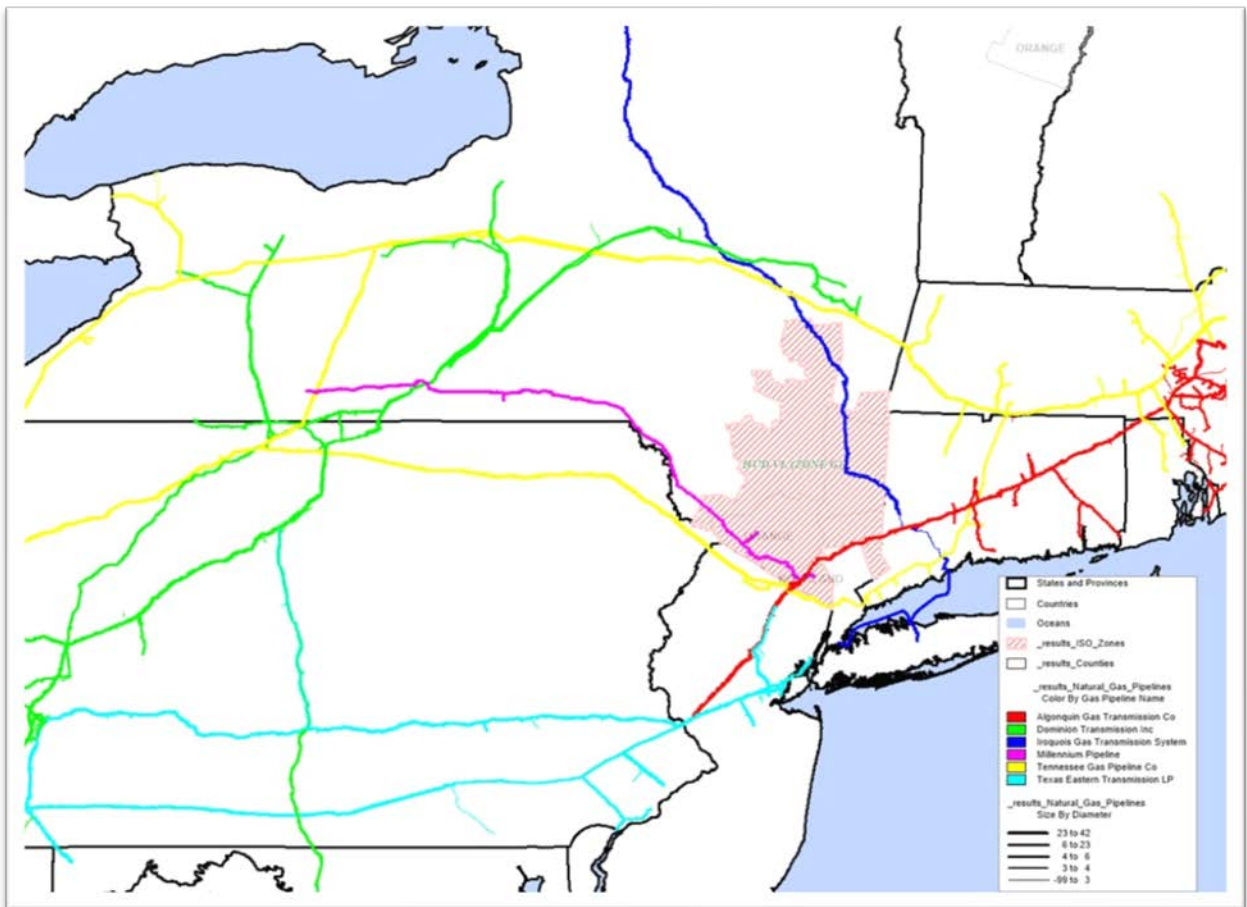 ORANGE
States and Provinces
Countries
Oceans
_results_ISO_Zones
_results_Counties
_results_Natural_Gas_Pipelines
Color By Gas Pipeline Name
Algonquin Gas Transmission Co
Dominion Transmission Inc
Iroquois Gas Transmission System
Millennium Pipeline
Tennessee Gas Pipeline Co
Texas Eastern Transmission LP
_results_Natural_Gas_Pipelines
Size By Diameter
23 to 42
6 to 23
4 to 6
3 to 4
-99 to 3